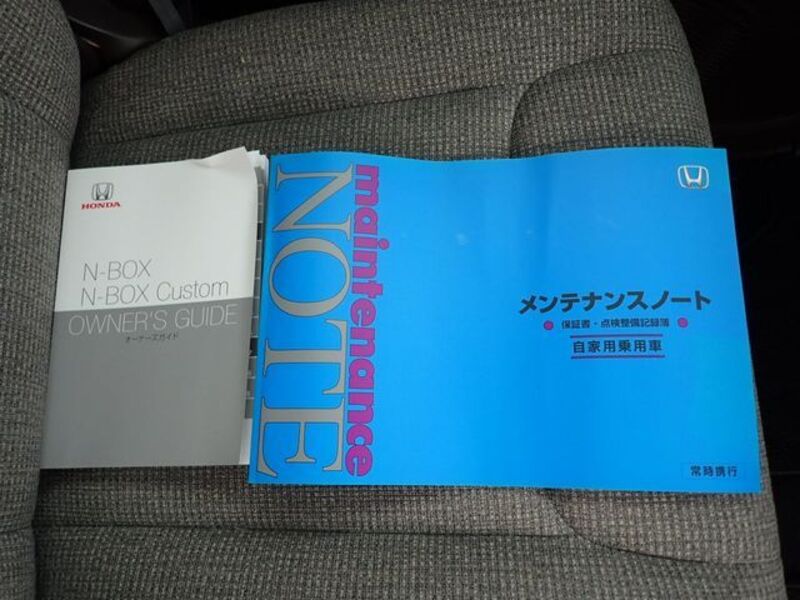 HONDA
N-BOX
N-BOX Custom
OWNER'S GUIDE
オーナーズガイド
maintenance
NOTE
メンテナンスノート
保証書・点検整備記録簿
自家用乗用車
常時携行